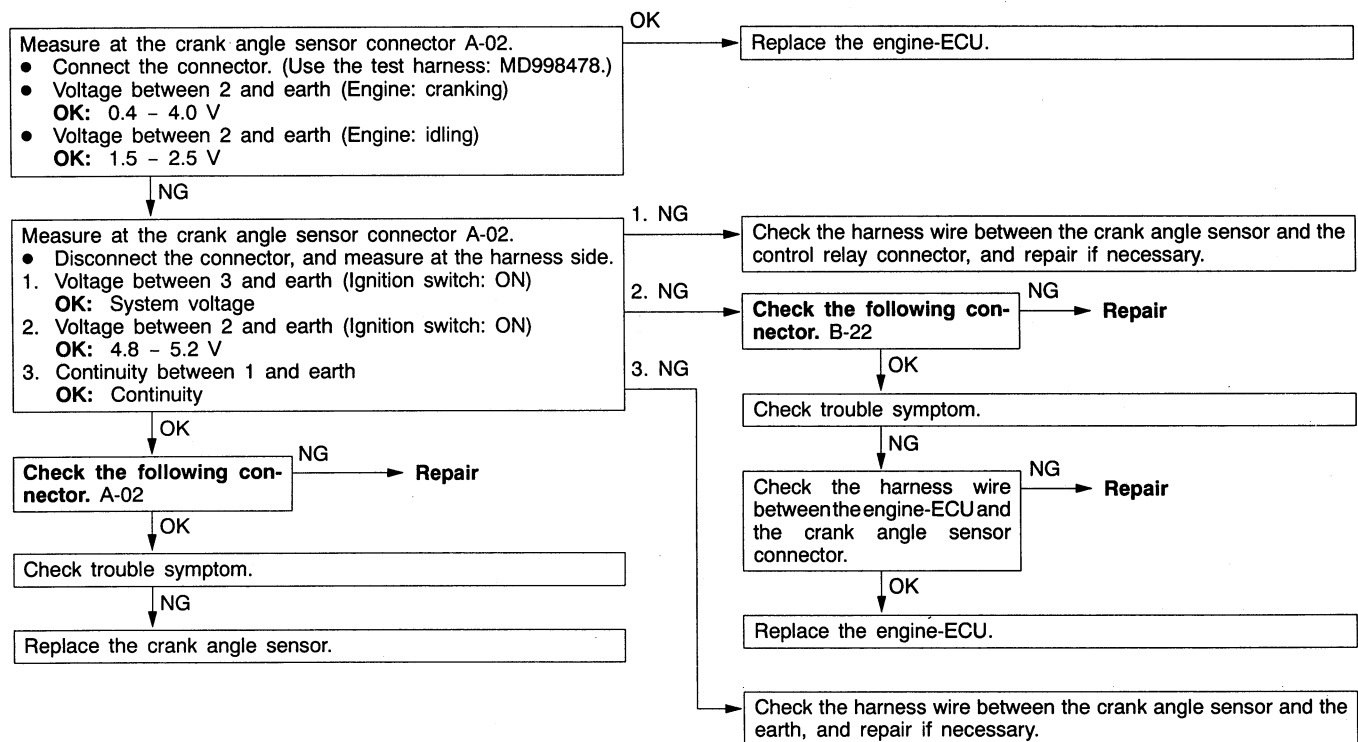 OK
Measure at the crank angle sensor connector A-02.
● Connect the connector. (Use the test harness: MD998478.)
● Voltage between 2 and earth (Engine: cranking)
OK: 0.4 – 4.0 V
● Voltage between 2 and earth (Engine: idling)
OK: 1.5 – 2.5 V
Replace the engine-ECU.
NG
Measure at the crank angle sensor connector A-02.
● Disconnect the connector, and measure at the harness side.
1. Voltage between 3 and earth (Ignition switch: ON)
OK: System voltage
2. Voltage between 2 and earth (Ignition switch: ON)
OK: 4.8 – 5.2 V
3. Continuity between 1 and earth
OK: Continuity
1. NG
Check the harness wire between the crank angle sensor and the
control relay connector, and repair if necessary.
2. NG
Check the following con-
nector. B-22
NG
Repair
OK
Check trouble symptom.
NG
Check the harness wire
between the engine-ECU and
the crank angle sensor
connector.
NG
Repair
OK
Replace the engine-ECU.
3. NG
Check the harness wire between the crank angle sensor and the
earth, and repair if necessary.
OK
Check the following con-
nector. A-02
NG
Repair
OK
Check trouble symptom.
NG
Replace the crank angle sensor.